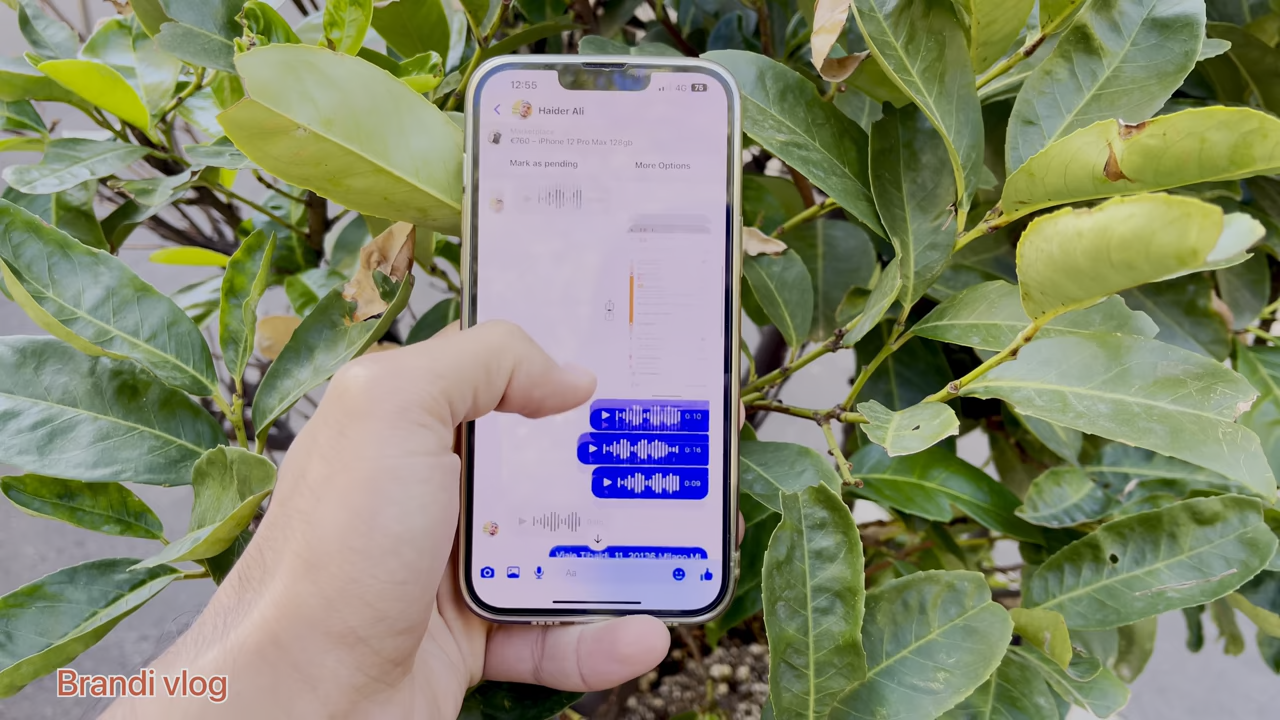 12:55
4G 78
Haider Ali
Marketplace
€760 – iPhone 12 Pro Max 128gb
Mark as pending
More Options
0:10
0:16
0:09
Viale Tibaldi, 11, 20136 Milano MI,
Aa
Brandi vlog